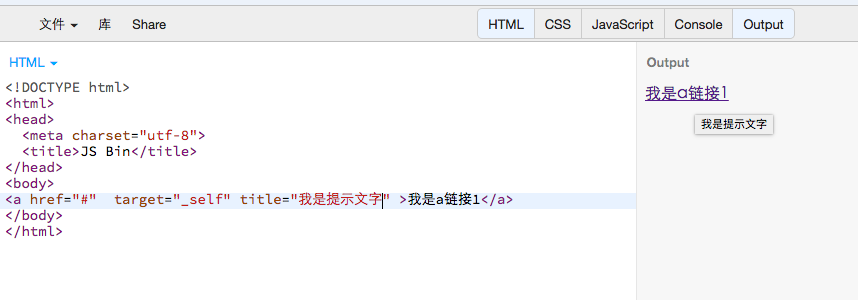 文件 库 Share HTML CSS JavaScript Console Output
HTML Output
<!DOCTYPE html>
<html>
<head>
  <meta charset="utf-8">
  <title>JS Bin</title>
</head>
<body>
<a href="#"  target="_self" title="我是提示文字" >我是a链接1</a>
</body>
</html>
我是a链接1
我是提示文字